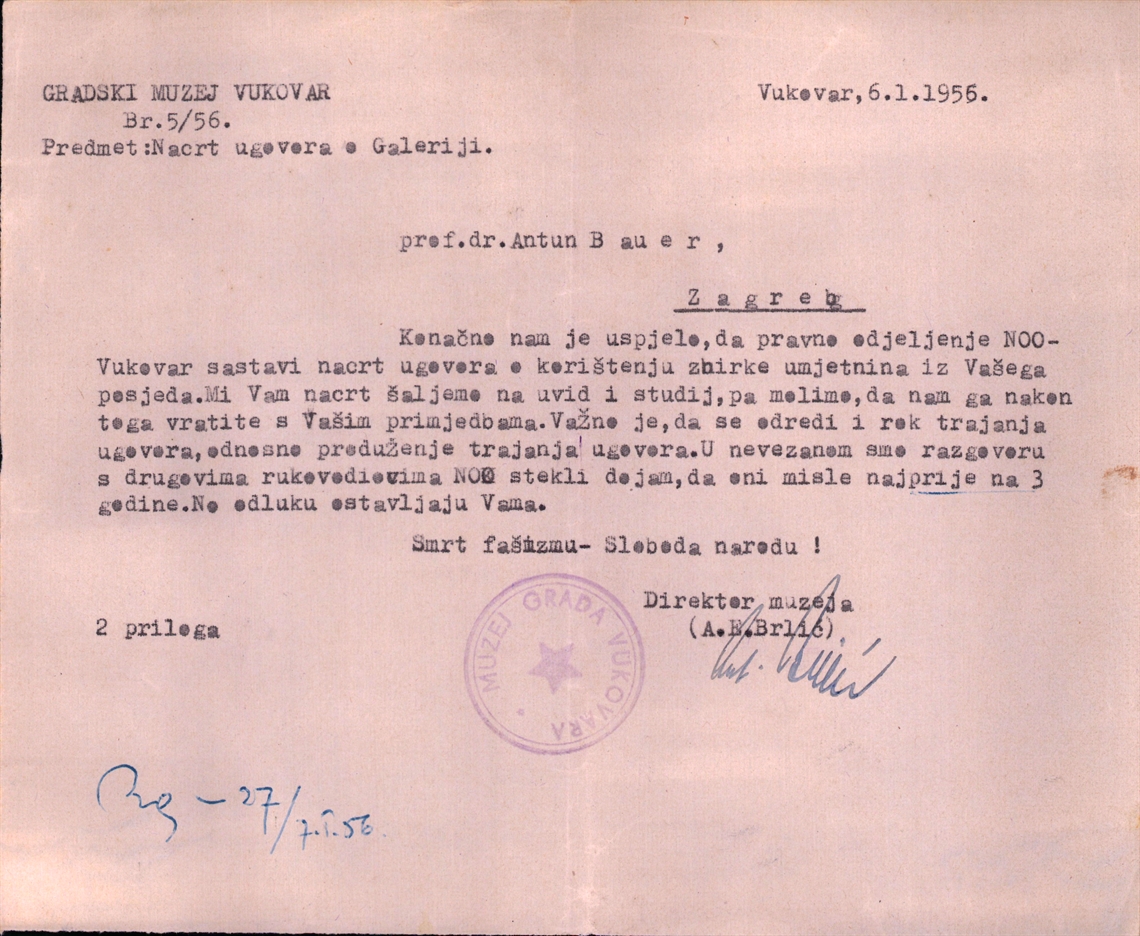 GRADSKI MUZEJ VUKOVAR
Vukovar,6.1.1956.
Br.5/56.
Predmet:Nacrt ugovora o Galeriji.
prof.dr.Antun B au e r ,
Z a g r e b
Konačno nam je uspjelo,da pravno odjeljenje NOO-
Vukovar sastavi nacrt ugovora o korištenju zbirke umjetnina iz Vašega
posjeda.Mi Vam nacrt šaljemo na uvid i studij,pa molimo,da nam ga nakon
toga vratite s Vašim primjedbama.Važno je,da se odredi i rok trajanja
ugovora,odnosno preduženje trajanja ugovora.U nevezanom smo razgovoru
s drugovima rukovodiocima NOO stekli dojam,da oni misle najprije na 3
godine.No odluku ostavljaju Vama.
Smrt fašizmu- Sloboda narodu !
Direktor muzeja
(A.E.Brlić)
2 priloga
MUZEJ GRADA VUKOVARA
Ant. Brlić
27/7.I.56.